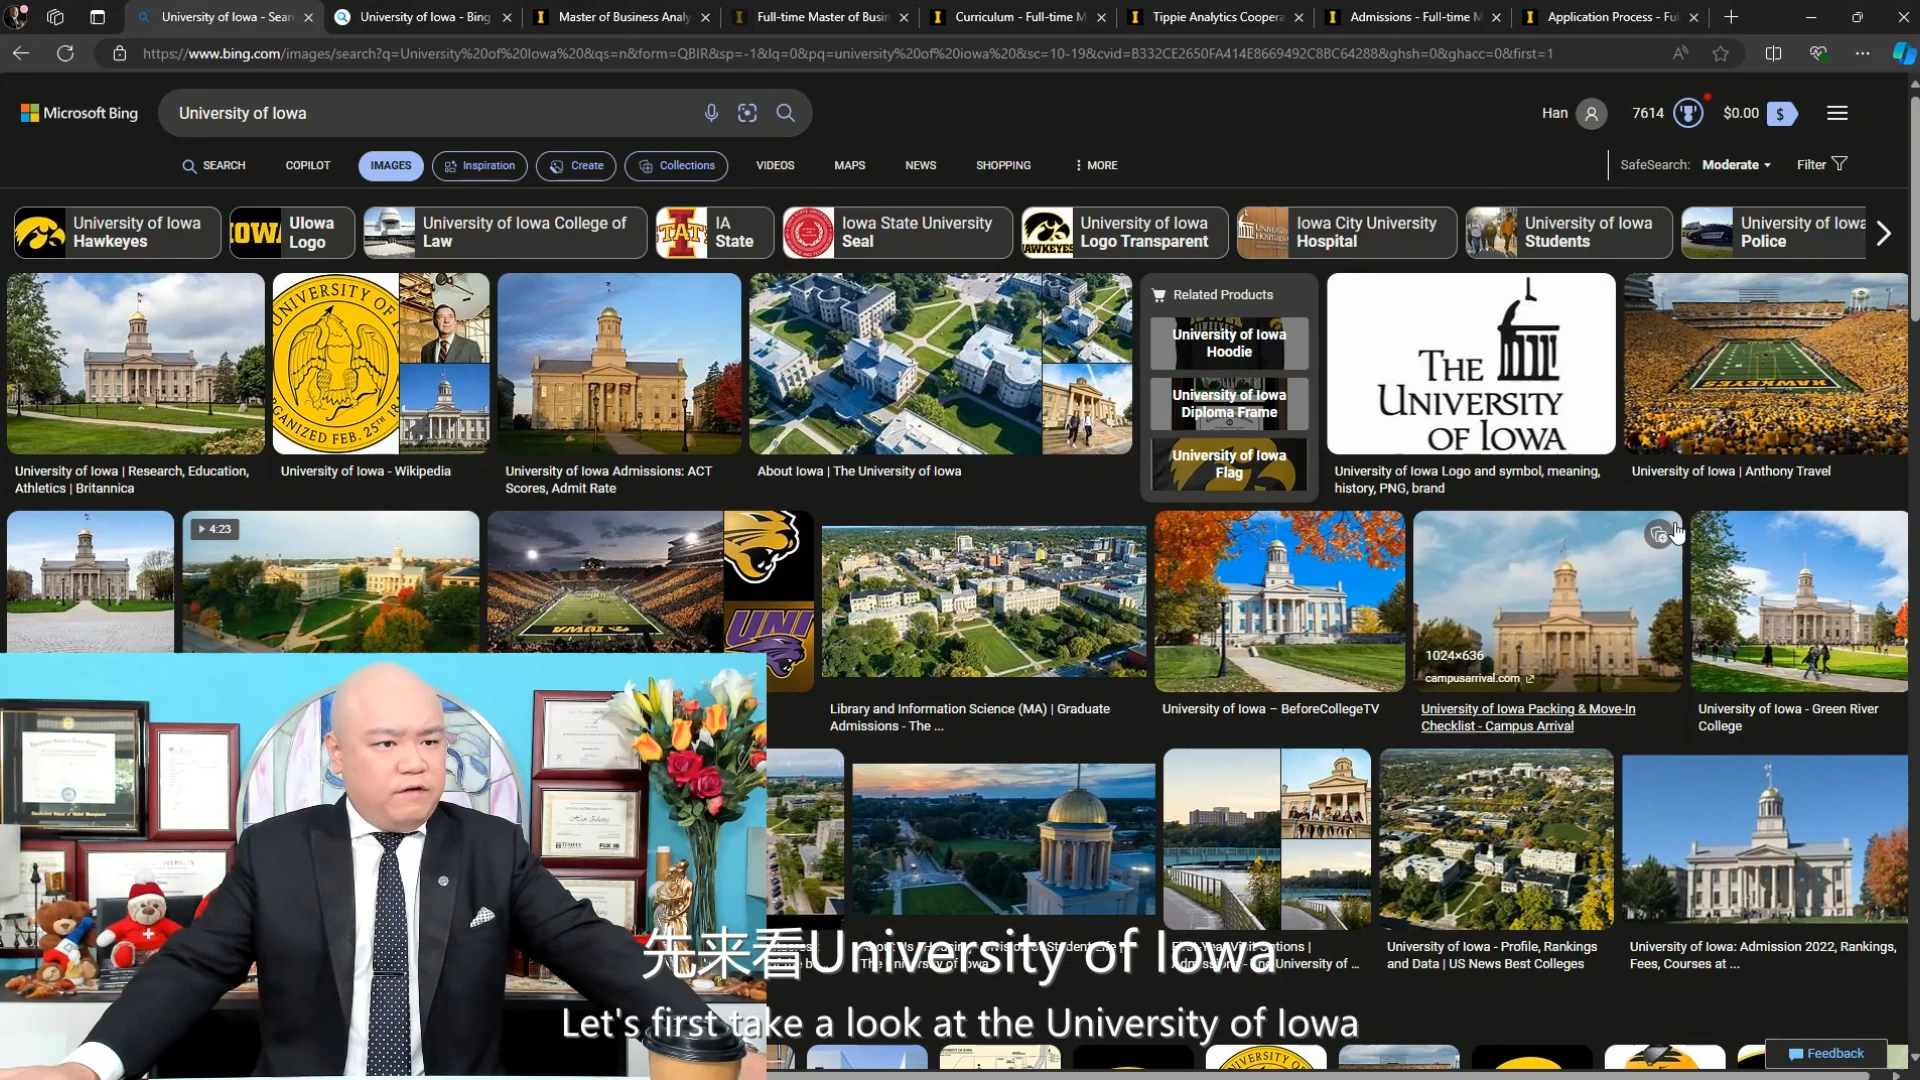 University of Iowa - Sear
University of Iowa - Bing
Master of Business Analy
Full-time Master of Busin
Curriculum - Full-time M
Tippie Analytics Coopera
Admissions - Full-time M
Application Process - Ful
https://www.bing.com/images/search?q=University%20of%20Iowa%20&qs=n&form=QBIR&sp=-1&lq=0&pq=university%20of%20iowa%20&sc=10-19&cvid=B332CE2650FA414E8669492C8BC64288&ghsh=0&ghacc=0&first=1
Microsoft Bing
University of Iowa
Han
7614
$0.00
SEARCH
COPILOT
IMAGES
Inspiration
Create
Collections
VIDEOS
MAPS
NEWS
SHOPPING
MORE
SafeSearch: Moderate
Filter
University of Iowa
Hawkeyes
UIowa
Logo
University of Iowa College of
Law
IA
State
Iowa State University
Seal
University of Iowa
Logo Transparent
Iowa City University
Hospital
University of Iowa
Students
University of Iowa
Police
Related Products
University of Iowa
Hoodie
University of Iowa
Diploma Frame
University of Iowa
Flag
THE
UNIVERSITY
OF IOWA
HAWKEYES
University of Iowa | Research, Education,
Athletics | Britannica
University of Iowa - Wikipedia
University of Iowa Admissions: ACT
Scores, Admit Rate
About Iowa | The University of Iowa
University of Iowa Logo and symbol, meaning,
history, PNG, brand
University of Iowa | Anthony Travel
4:23
UNI
1024×636
campusarrival.com
Library and Information Science (MA) | Graduate
Admissions - The ...
University of Iowa – BeforeCollegeTV
University of Iowa Packing & Move-In
Checklist - Campus Arrival
University of Iowa - Green River
College
University of Iowa - Profile, Rankings
and Data | US News Best Colleges
University of Iowa: Admission 2022, Rankings,
Fees, Courses at ...
先来看University of Iowa
Let's first take a look at the University of Iowa
Feedback